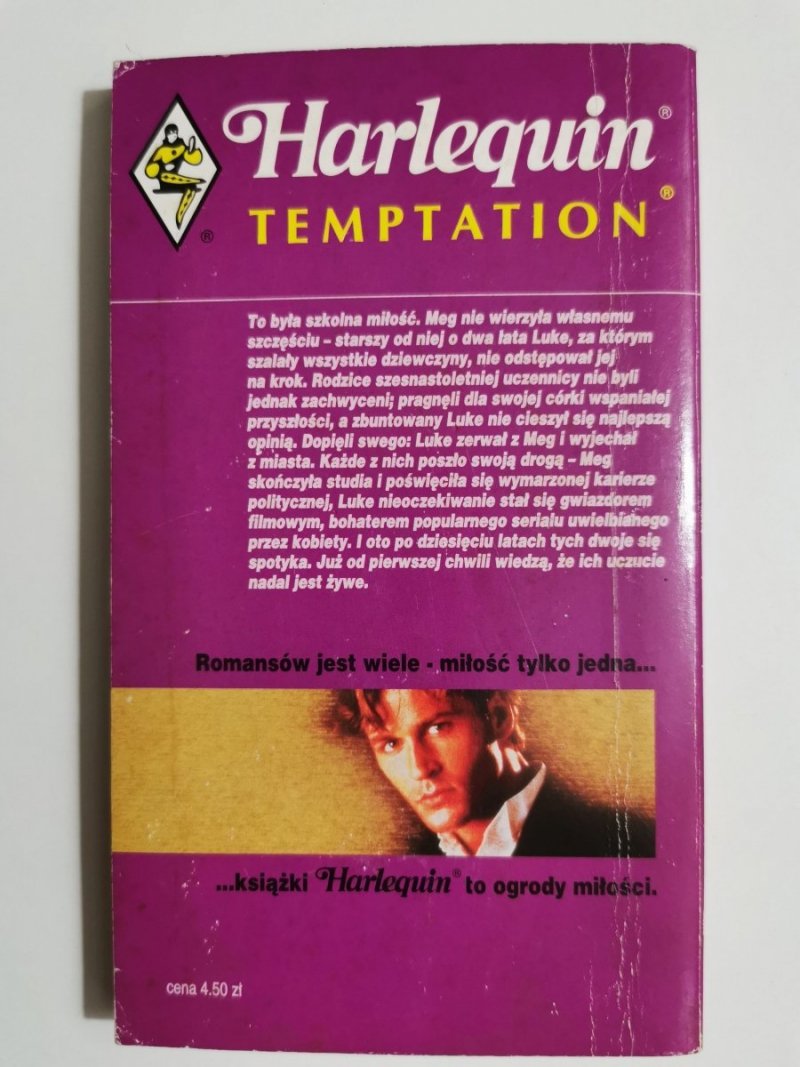 Harlequin®
®
TEMPTATION®
To była szkolna miłość. Meg nie wierzyła własnemu
szczęściu – starszy od niej o dwa lata Luke, za którym
szalały wszystkie dziewczyny, nie odstępował jej
na krok. Rodzice szesnastoletniej uczennicy nie byli
jednak zachwyceni; pragnęli dla swojej córki wspaniałej
przyszłości, a zbuntowany Luke nie cieszył się najlepszą
opinią. Dopięli swego: Luke zerwał z Meg i wyjechał
z miasta. Każde z nich poszło swoją drogą – Meg
skończyła studia i poświęciła się wymarzonej karierze
politycznej, Luke nieoczekiwanie stał się gwiazdorem
filmowym, bohaterem popularnego serialu uwielbianego
przez kobiety. I oto po dziesięciu latach tych dwoje się
spotyka. Już od pierwszej chwili wiedzą, że ich uczucie
nadal jest żywe.
Romansów jest wiele - miłość tylko jedna...
...książki Harlequin® to ogrody miłości.
cena 4.50 zł